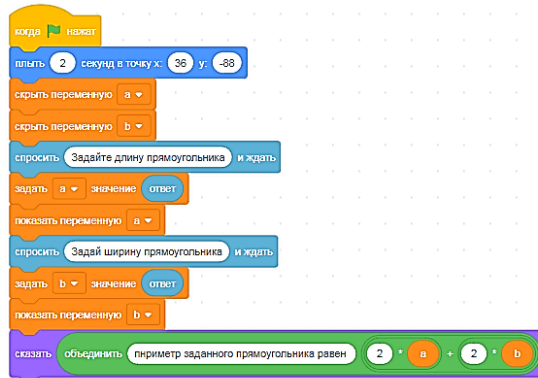 когда нажат
плыть 2 секунд в точку x: 36 y: -88
скрыть переменную a
скрыть переменную b
спросить Задайте длину прямоугольника и ждать
задать a значение ответ
показать переменную a
спросить Задай ширину прямоугольника и ждать
задать b значение ответ
показать переменную b
сказать объединить пнриметр заданного прямоугольника равен 2 * a + 2 * b